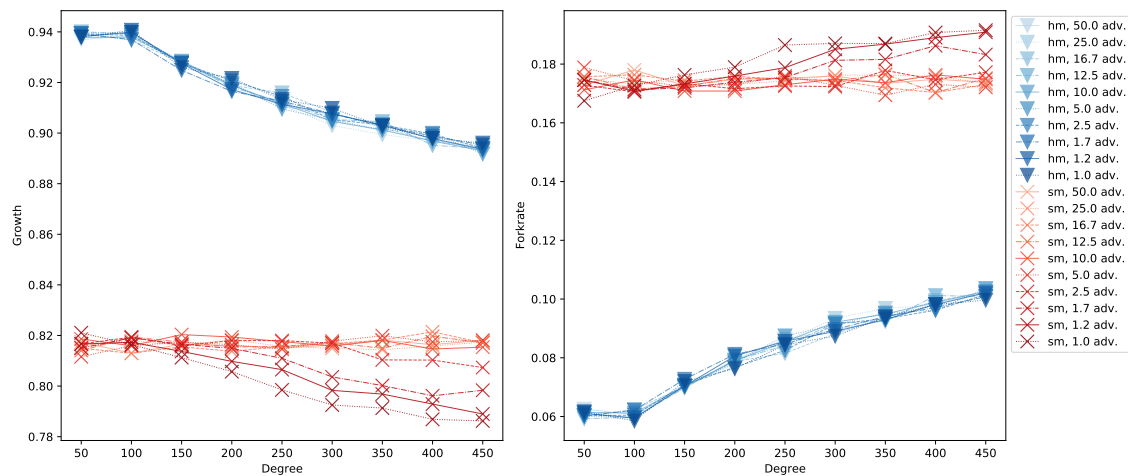 0.94
0.92
0.90
0.88
0.86
0.84
0.82
0.80
0.78
Growth
50 100 150 200 250 300 350 400 450
Degree
0.18
0.16
0.14
0.12
0.10
0.08
0.06
Forkrate
50 100 150 200 250 300 350 400 450
Degree
hm, 50.0 adv.
hm, 25.0 adv.
hm, 16.7 adv.
hm, 12.5 adv.
hm, 10.0 adv.
hm, 5.0 adv.
hm, 2.5 adv.
hm, 1.7 adv.
hm, 1.2 adv.
hm, 1.0 adv.
sm, 50.0 adv.
sm, 25.0 adv.
sm, 16.7 adv.
sm, 12.5 adv.
sm, 10.0 adv.
sm, 5.0 adv.
sm, 2.5 adv.
sm, 1.7 adv.
sm, 1.2 adv.
sm, 1.0 adv.